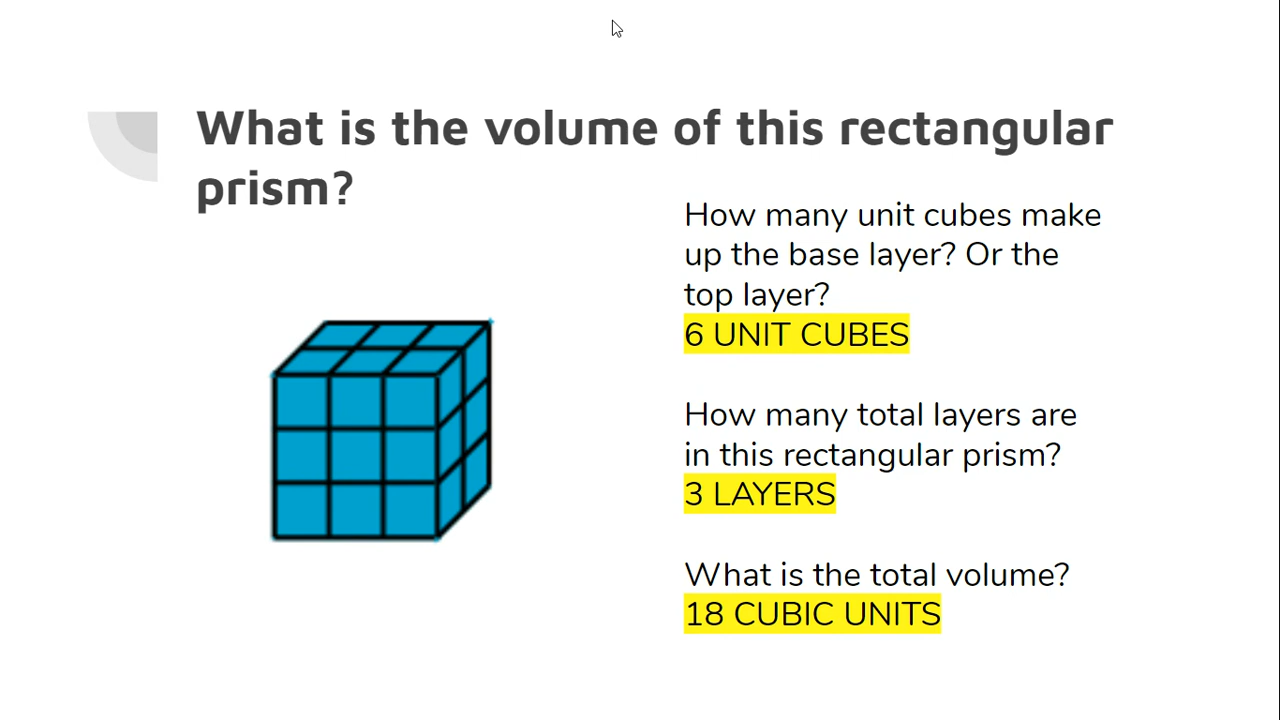 What is the volume of this rectangular
prism?
How many unit cubes make
up the base layer? Or the
top layer?
6 UNIT CUBES
How many total layers are
in this rectangular prism?
3 LAYERS
What is the total volume?
18 CUBIC UNITS